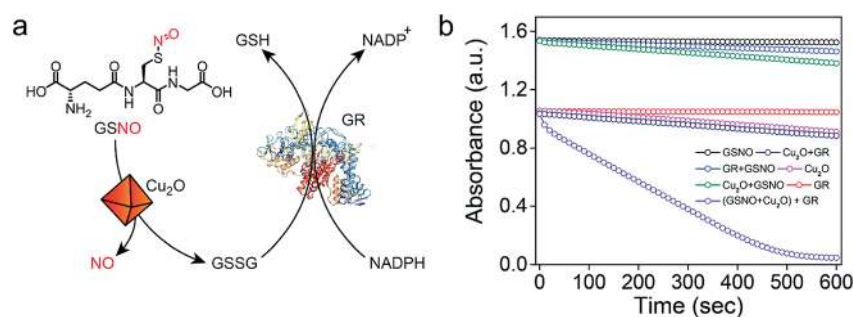 a
N=O
S
O
O
O
HO
NH₂
N
H
O
H
N
OH
GSNO
Cu₂O
NO
GSSG
GSH
NADP⁺
GR
NADPH
b
Absorbance (a.u.)
1.6
1.2
0.8
0.4
0.0
GSNO Cu₂O+GR
GR+GSNO Cu₂O
Cu₂O+GSNO GR
(GSNO+Cu₂O) + GR
0 100 200 300 400 500 600
Time (sec)